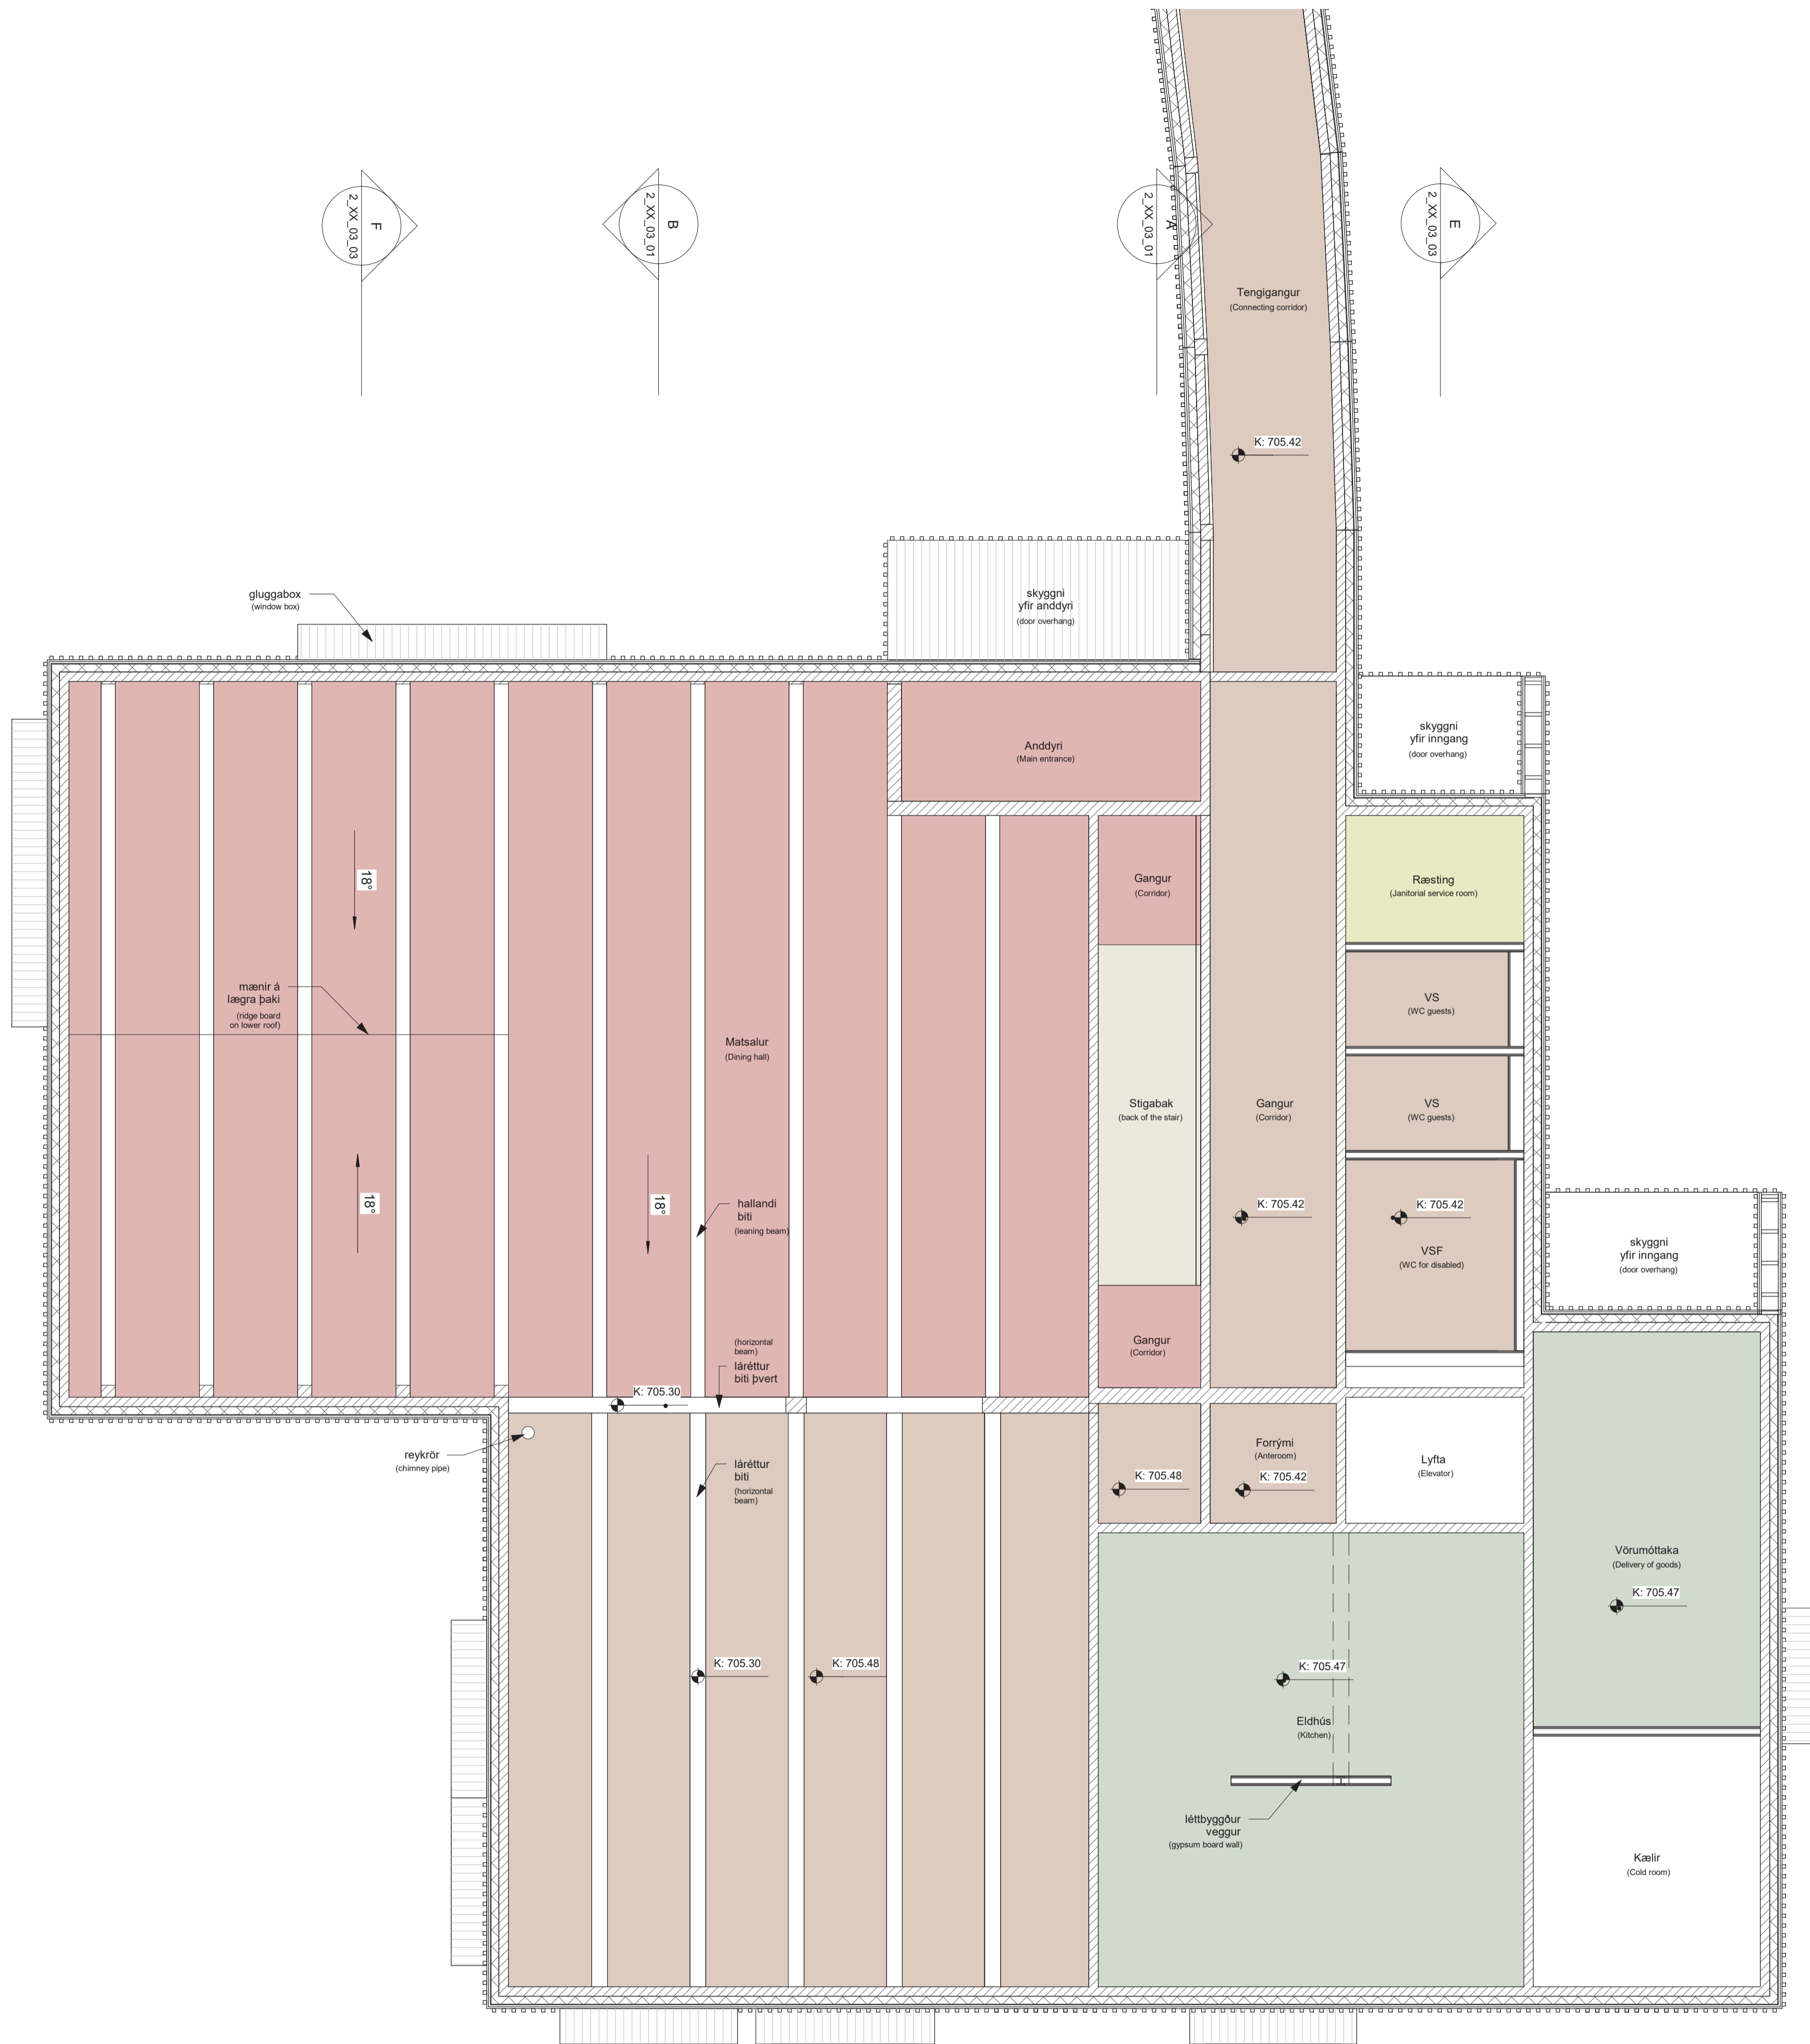 F
2_XX_03_03
B
2_XX_03_01
A
2_XX_03_01
E
2_XX_03_03
Tengigangur
(Connecting corridor)
K: 705.42
gluggabox
(window box)
skyggni
yfir anddyri
(door overhang)
skyggni
yfir inngang
(door overhang)
Anddyri
(Main entrance)
18°
Gangur
(Corridor)
Ræsting
(Janitorial service room)
mænir á
lægra þaki
(ridge board
on lower roof)
VS
(WC guests)
Matsalur
(Dining hall)
Stigabak
(back of the stair)
Gangur
(Corridor)
VS
(WC guests)
18°
18°
hallandi
biti
(leaning beam)
K: 705.42
K: 705.42
VSF
(WC for disabled)
skyggni
yfir inngang
(door overhang)
(horizontal
beam)
láréttur
biti þvert
Gangur
(Corridor)
K: 705.30
reykrör
(chimney pipe)
láréttur
biti
(horizontal
beam)
K: 705.48
Forrými
(Anteroom)
K: 705.42
Lyfta
(Elevator)
Vörumóttaka
(Delivery of goods)
K: 705.47
K: 705.30
K: 705.48
K: 705.47
Eldhús
(Kitchen)
léttbyggður
veggur
(gypsum board wall)
Kælir
(Cold room)